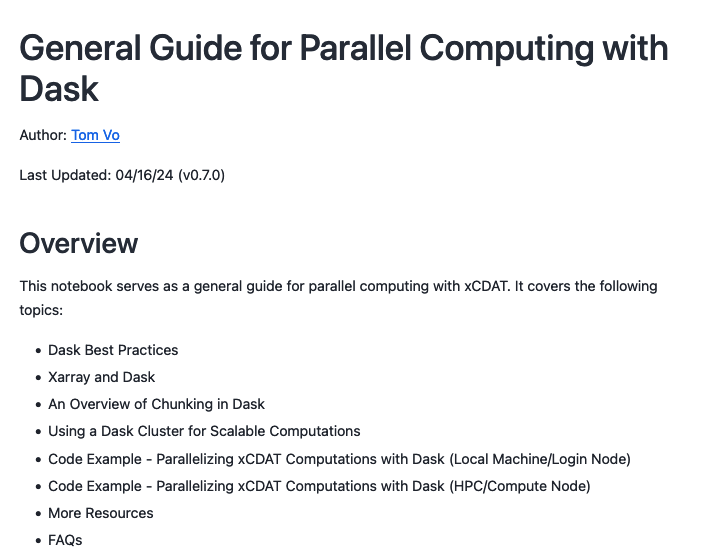 General Guide for Parallel Computing with
Dask
Author: Tom Vo
Last Updated: 04/16/24 (v0.7.0)
Overview
This notebook serves as a general guide for parallel computing with xCDAT. It covers the following
topics:
• Dask Best Practices
• Xarray and Dask
• An Overview of Chunking in Dask
• Using a Dask Cluster for Scalable Computations
• Code Example - Parallelizing xCDAT Computations with Dask (Local Machine/Login Node)
• Code Example - Parallelizing xCDAT Computations with Dask (HPC/Compute Node)
• More Resources
• FAQs